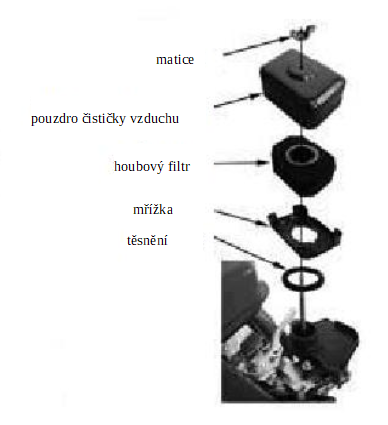 matice
pouzdro čističky vzduchu
houbový filtr
mřížka
těsnění